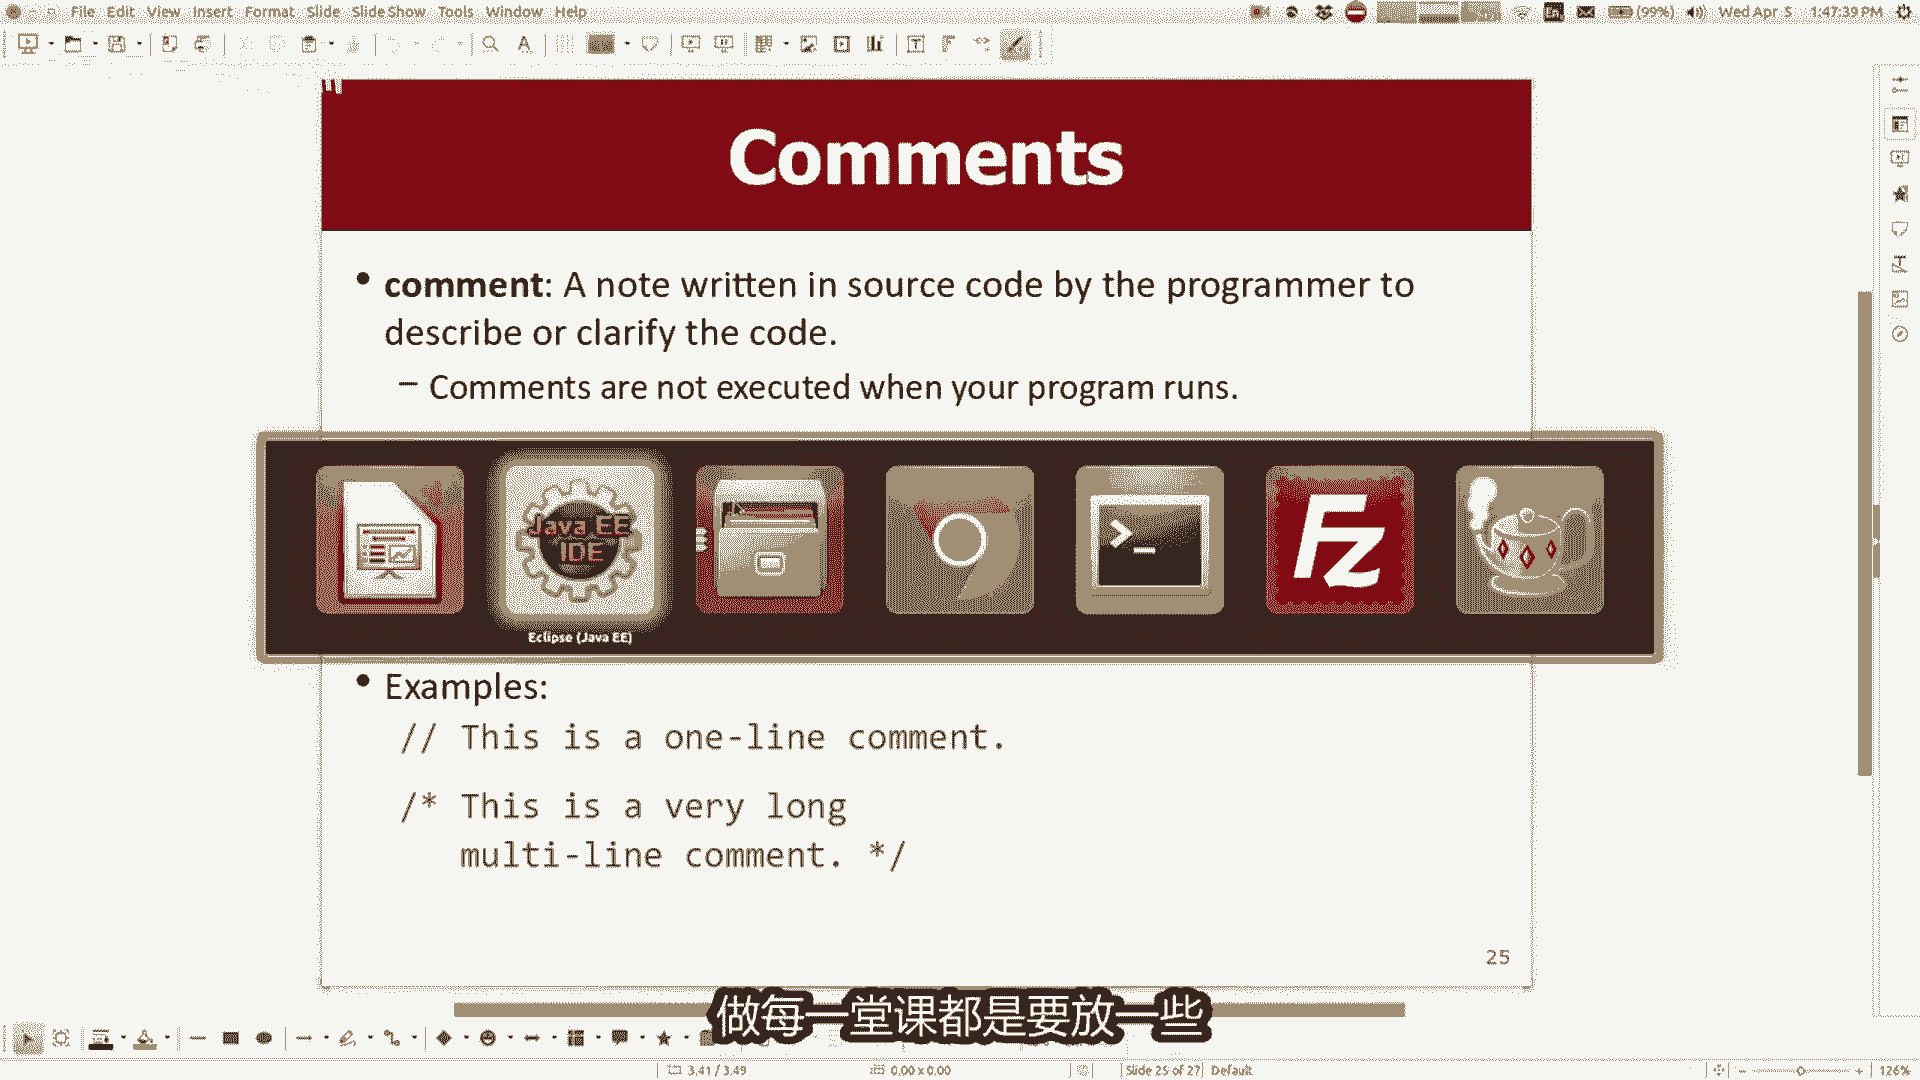 File Edit View Insert Format Slide Slide Show Tools Window Help
(99%) Wed Apr 5 1:47:39 PM
Comments
• comment: A note written in source code by the programmer to
describe or clarify the code.
– Comments are not executed when your program runs.
Java EE
IDE
Fz
Eclipse (Java EE)
• Examples:
// This is a one-line comment.
/* This is a very long
multi-line comment. */
25
做每一堂课都是要放一些
3.41 / 3.49
0.00 x 0.00
Slide 25 of 27
Default
126%